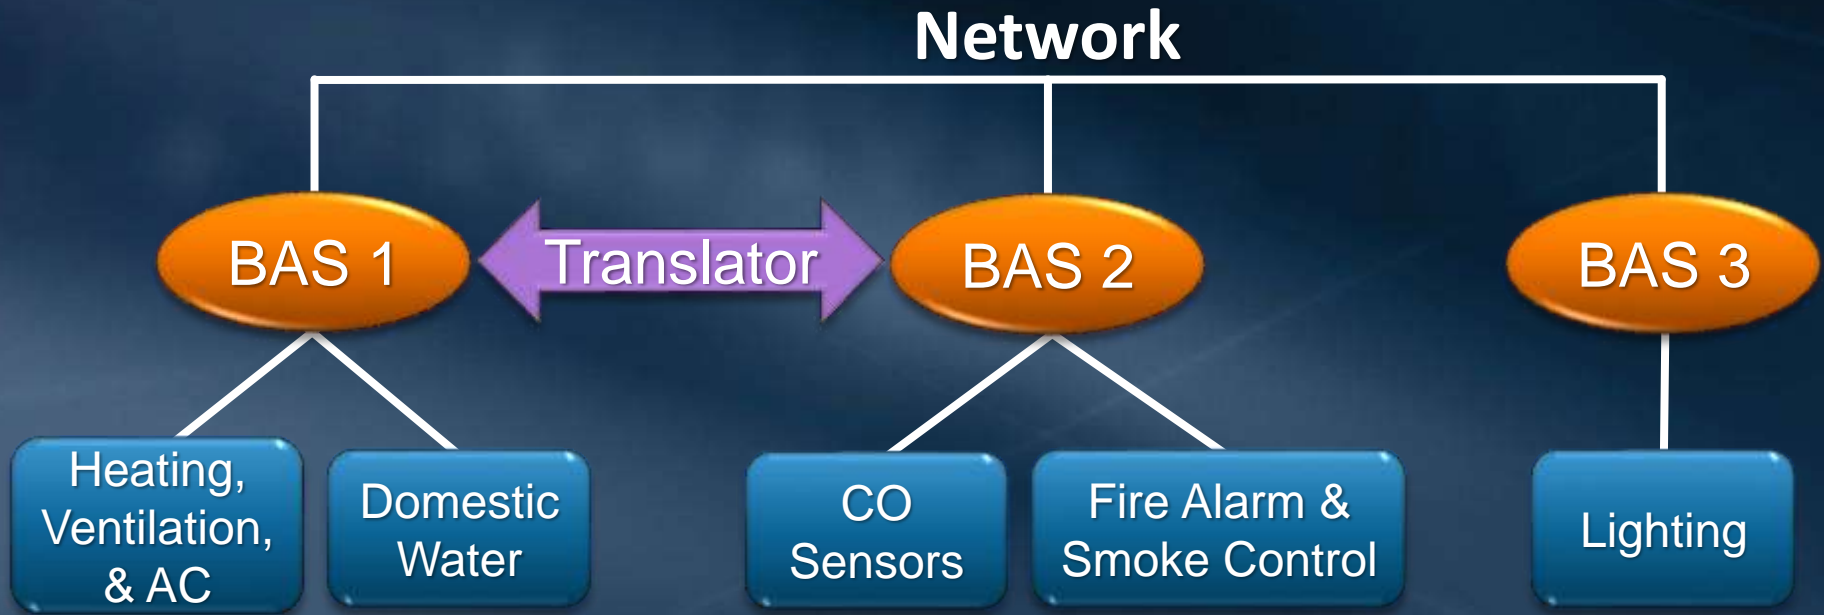 Network
BAS 1
Translator
BAS 2
BAS 3
Heating,
Ventilation,
& AC
Domestic
Water
CO
Sensors
Fire Alarm &
Smoke Control
Lighting